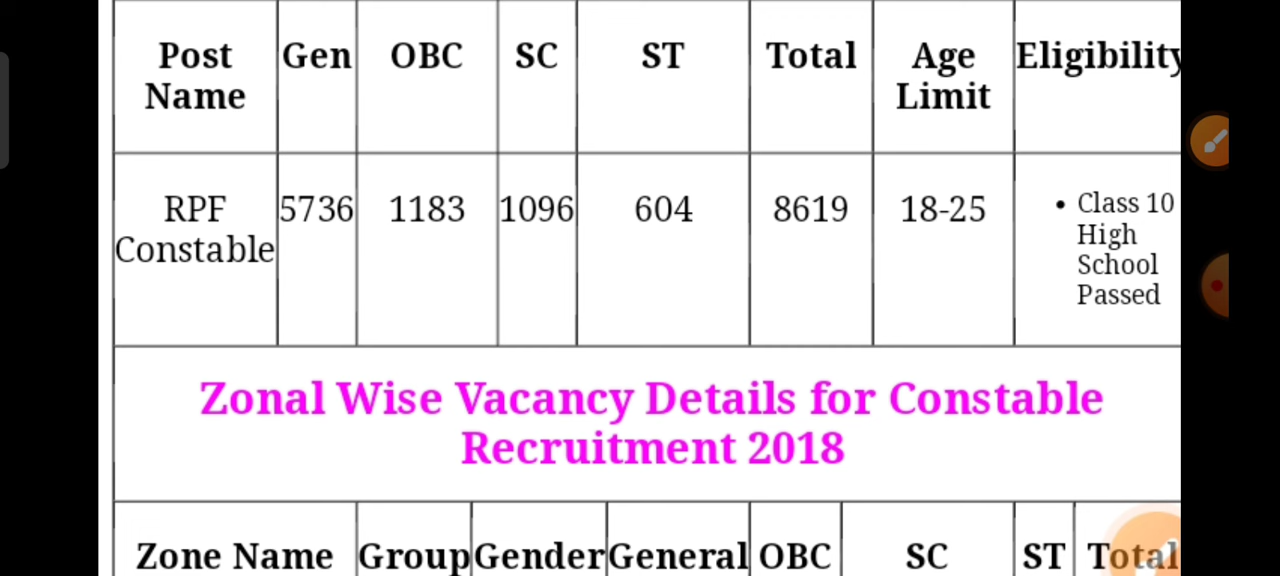 Post Name Gen OBC SC ST Total Age Limit Eligibility
RPF Constable 5736 1183 1096 604 8619 18-25 • Class 10 High School Passed
Zonal Wise Vacancy Details for Constable
Recruitment 2018
Zone Name Group Gender General OBC SC ST Total